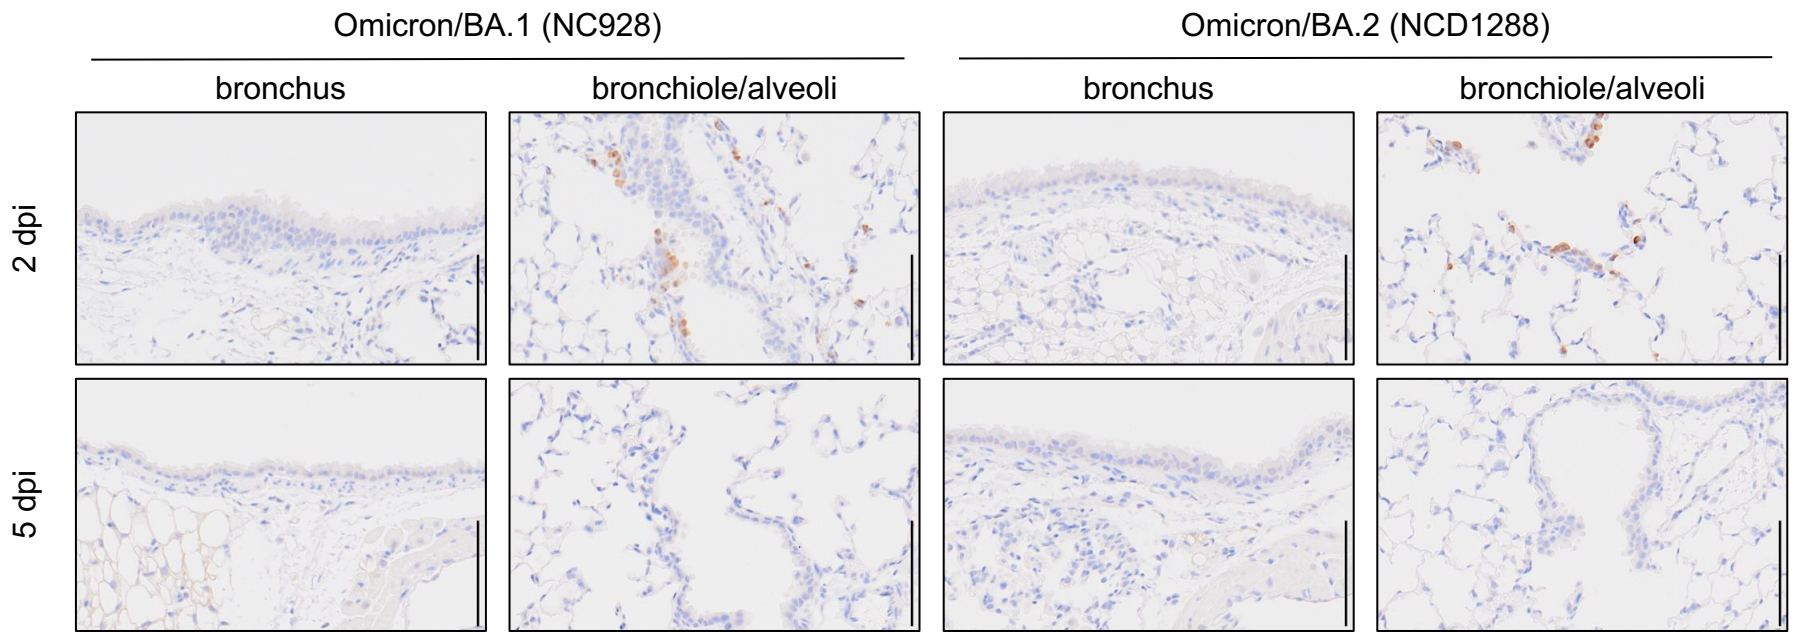 Omicron/BA.1 (NC928) Omicron/BA.2 (NCD1288)
bronchus bronchiole/alveoli bronchus bronchiole/alveoli
2 dpi
5 dpi